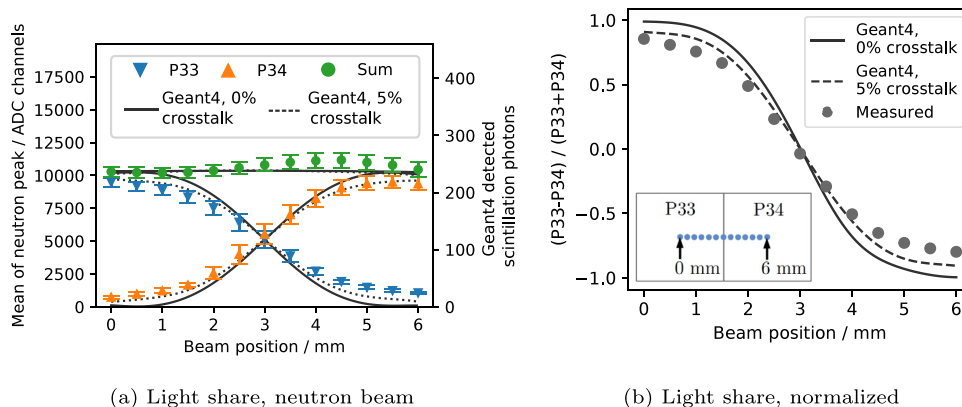 Mean of neutron peak / ADC channels
17500
15000
12500
10000
7500
5000
2500
0
P33 P34 Sum
Geant4, 0% crosstalk
Geant4, 5% crosstalk
400
300
200
100
0
Geant4 detected
scintillation photons
0 1 2 3 4 5 6
Beam position / mm
(a) Light share, neutron beam
(P33-P34) / (P33+P34)
1.0
0.5
0.0
−0.5
−1.0
Geant4,
0% crosstalk
Geant4,
5% crosstalk
Measured
P33 P34
0 mm 6 mm
0 1 2 3 4 5 6
Beam position / mm
(b) Light share, normalized